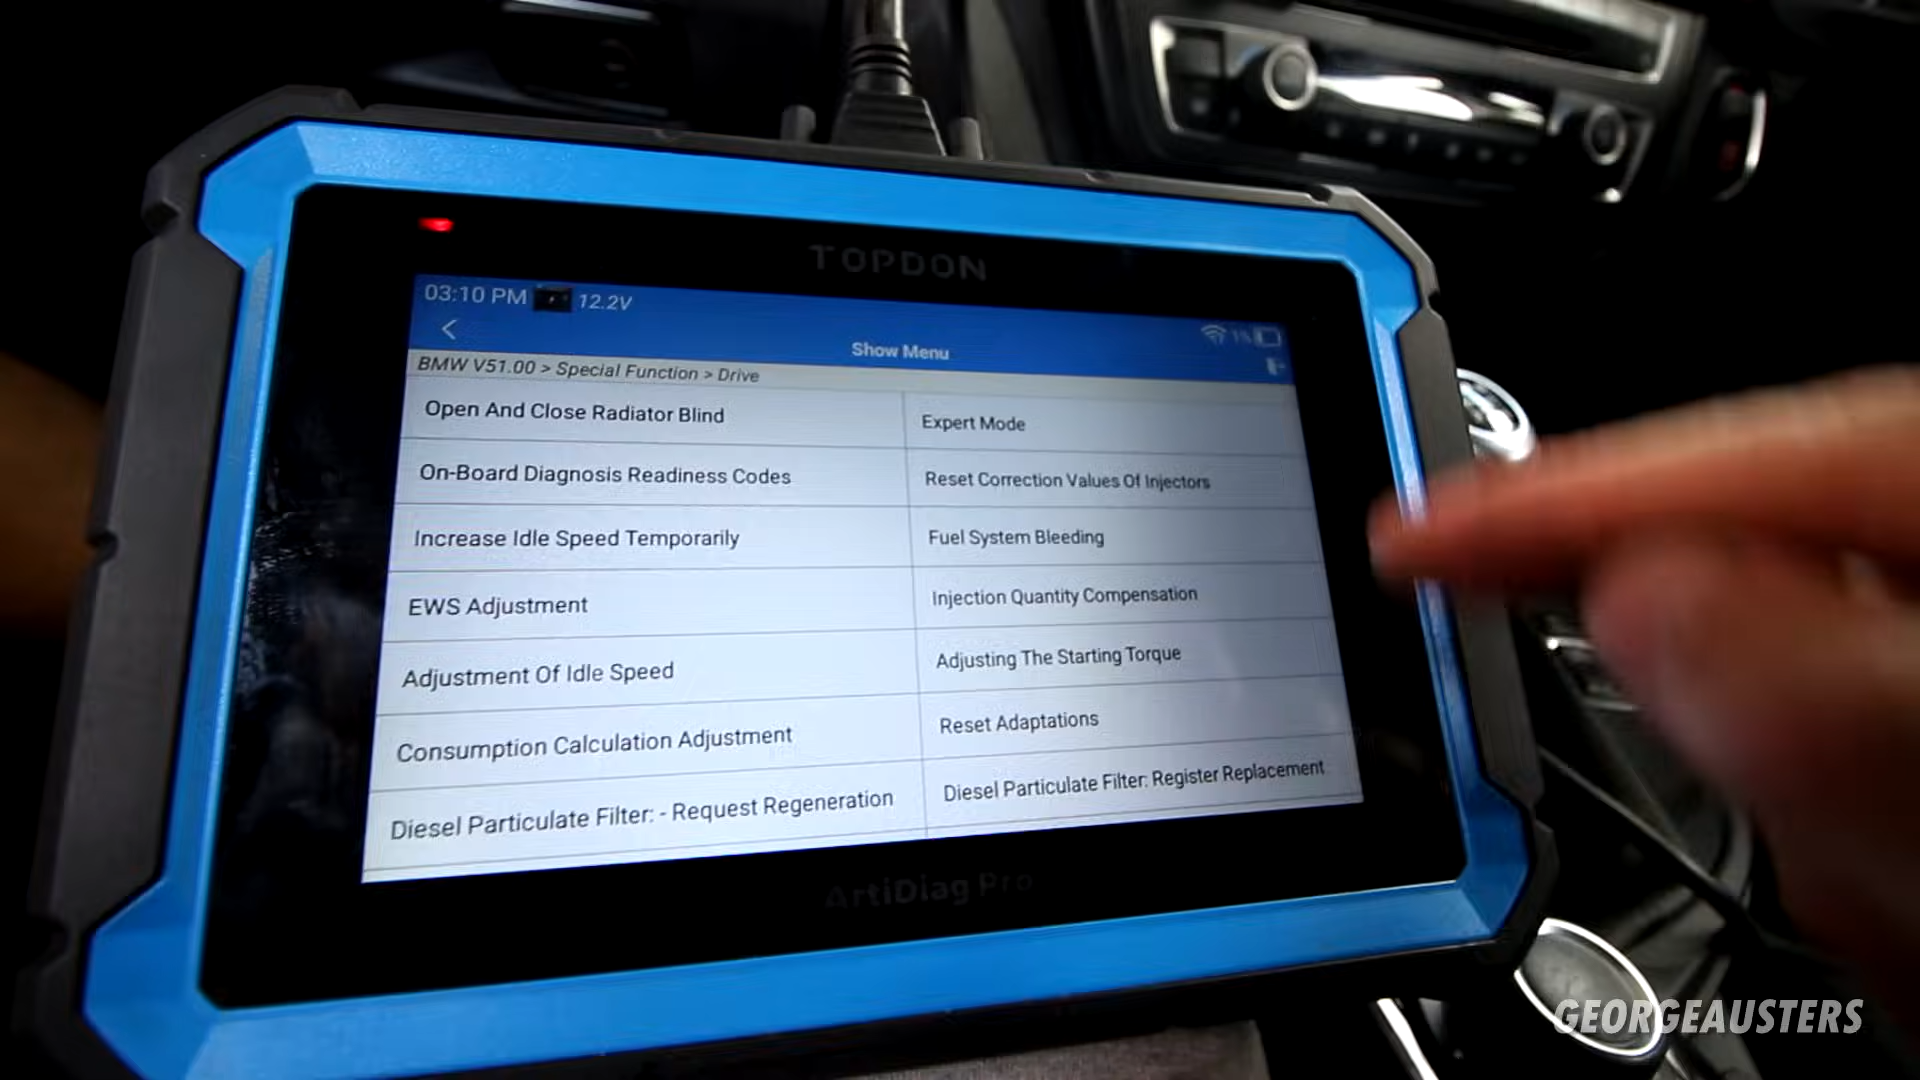 TOPDON
03:10 PM 12.2V
1%
Show Menu
BMW V51.00 > Special Function > Drive
Open And Close Radiator Blind
Expert Mode
On-Board Diagnosis Readiness Codes
Reset Correction Values Of Injectors
Increase Idle Speed Temporarily
Fuel System Bleeding
EWS Adjustment
Injection Quantity Compensation
Adjustment Of Idle Speed
Adjusting The Starting Torque
Consumption Calculation Adjustment
Reset Adaptations
Diesel Particulate Filter: - Request Regeneration
Diesel Particulate Filter: Register Replacement
ArtiDiag Pro
GEORGEAUSTERS